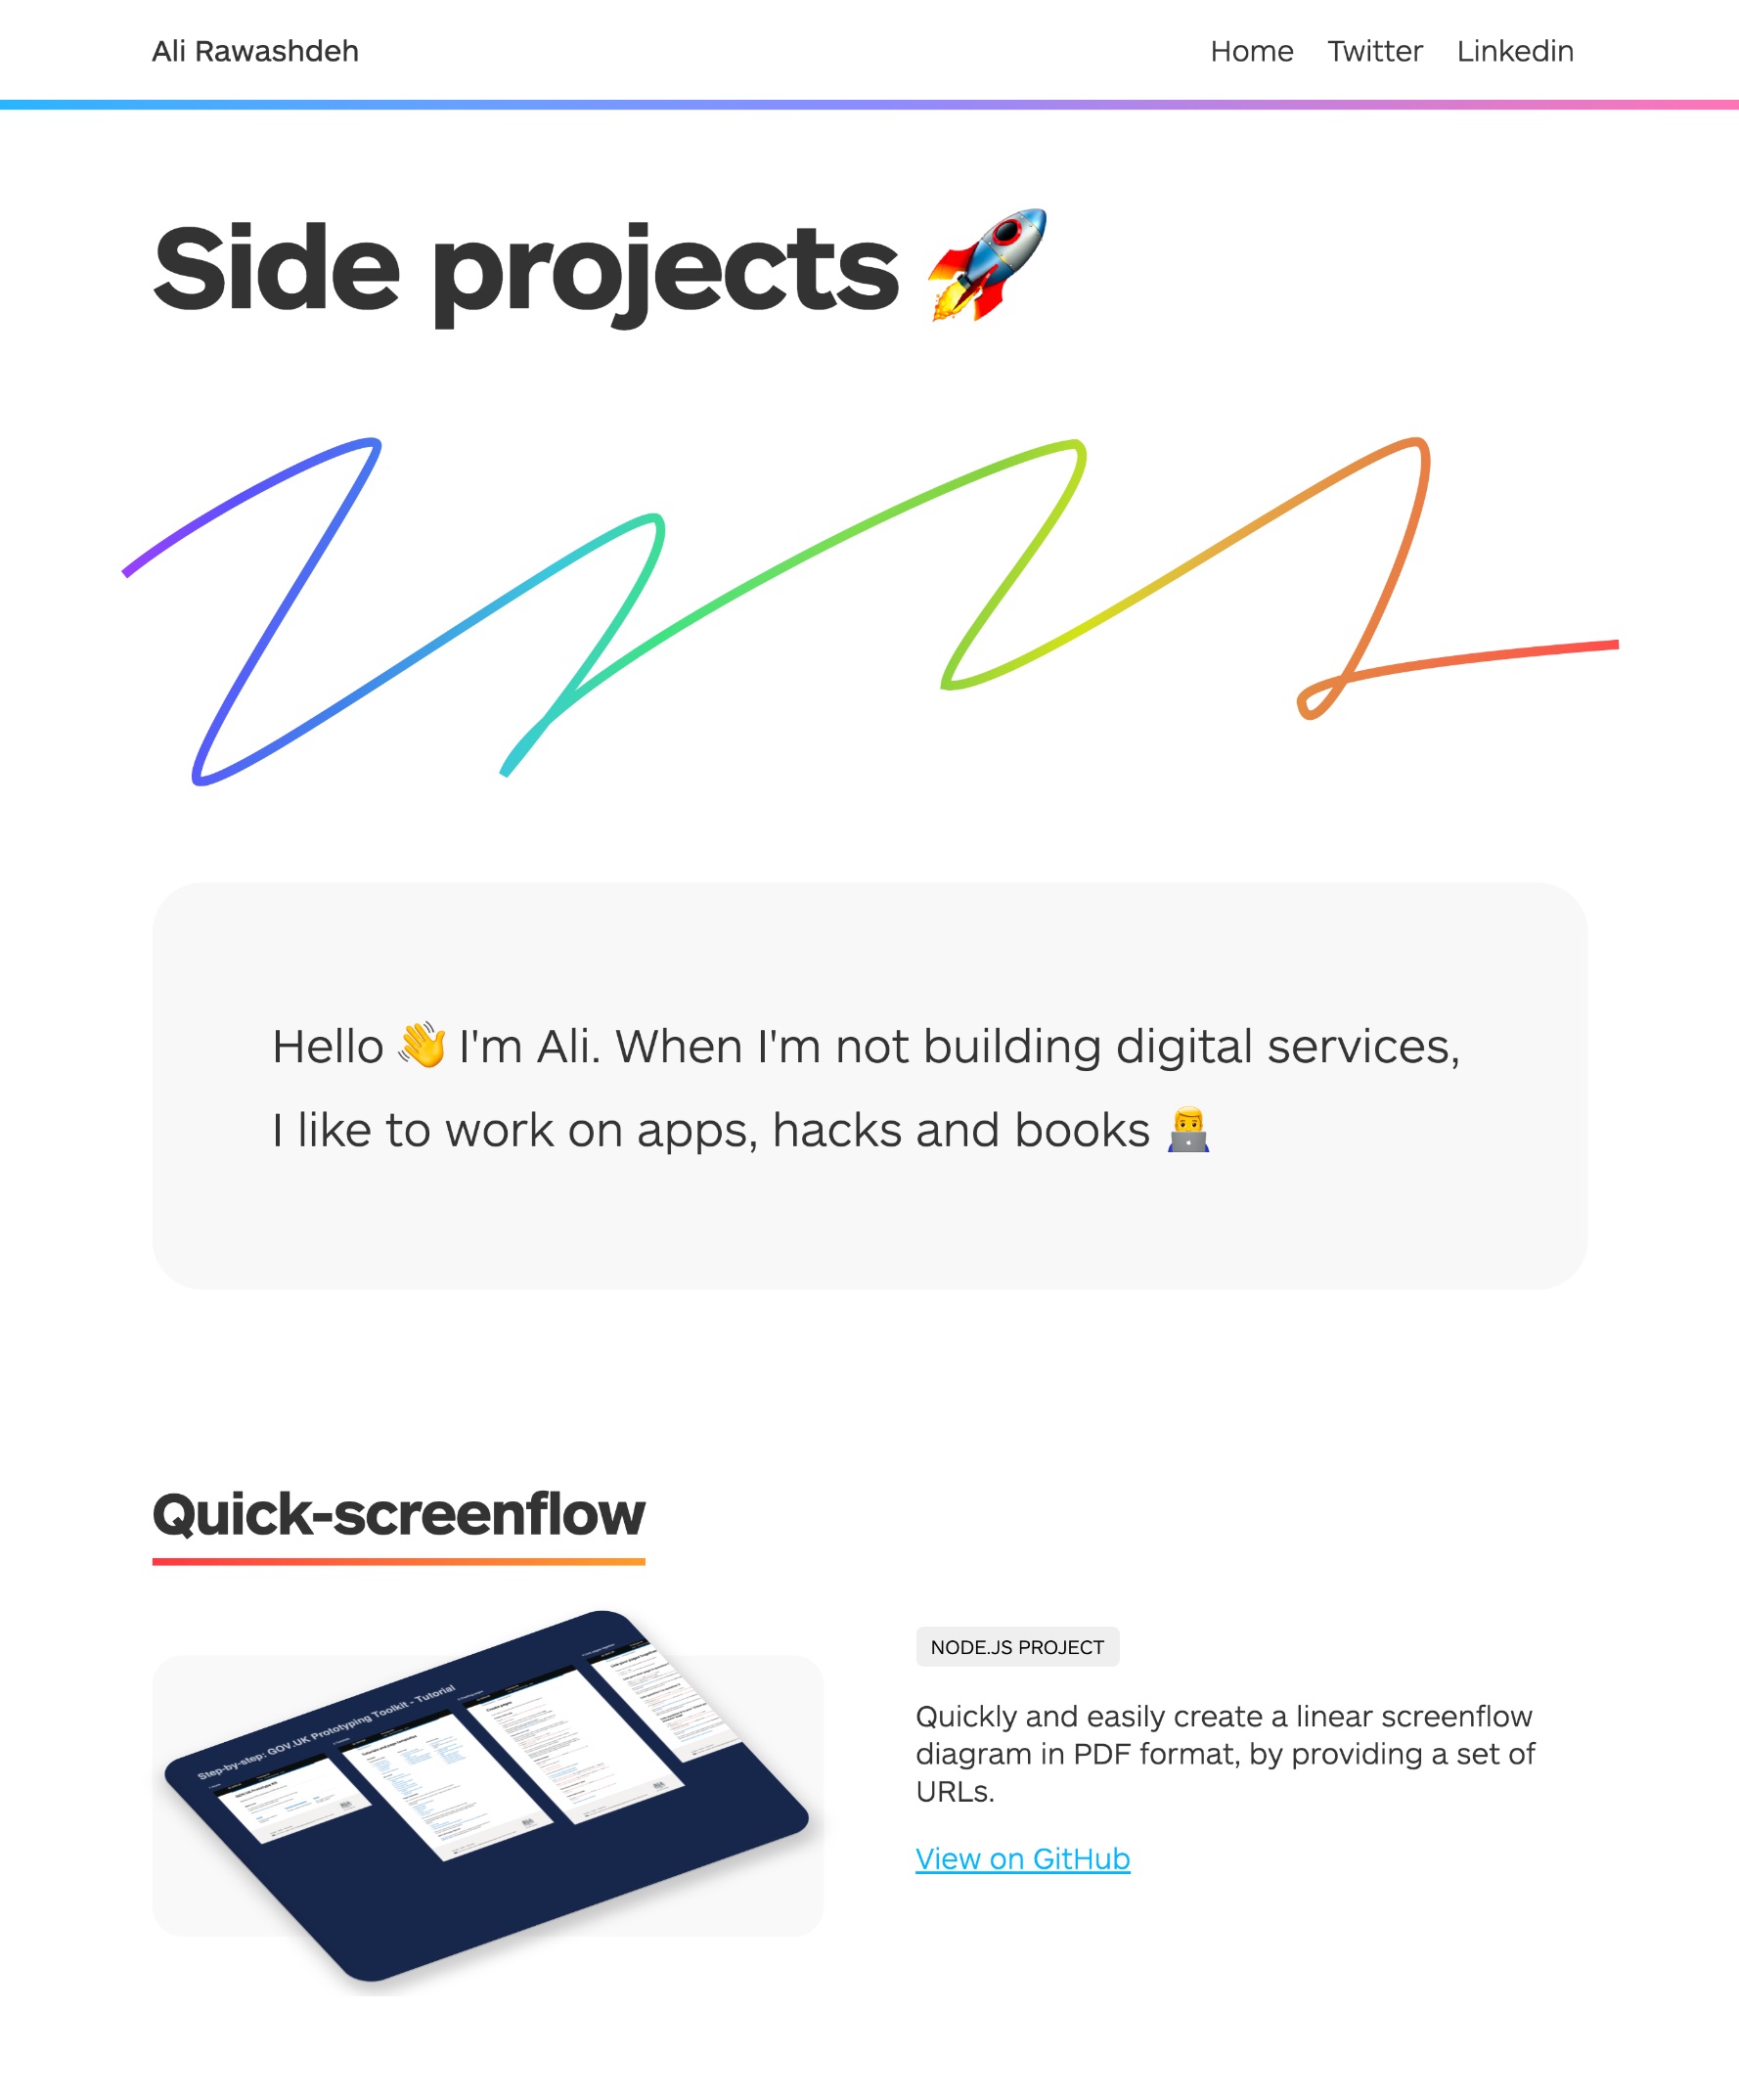 Ali Rawashdeh
Home Twitter Linkedin
Side projects 🚀
Hello 👋 I'm Ali. When I'm not building digital services,
I like to work on apps, hacks and books 👨‍💻
Quick-screenflow
Step-by-step: GOV.UK Prototyping Toolkit - Tutorial
NODE.JS PROJECT
Quickly and easily create a linear screenflow
diagram in PDF format, by providing a set of
URLs.
View on GitHub